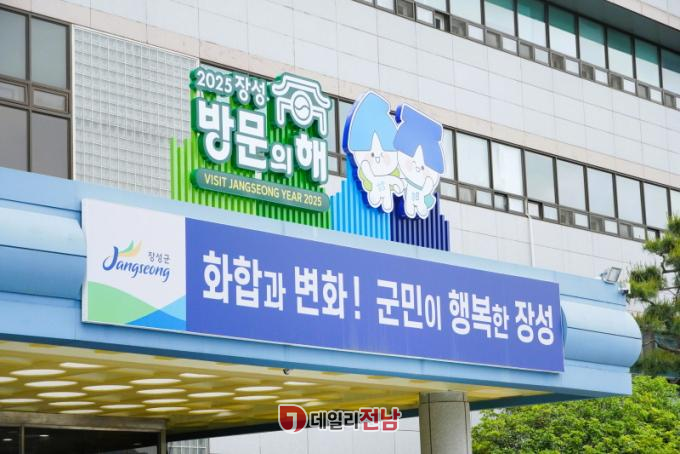 2025 장성
방문의 해
VISIT JANGSEONG YEAR 2025
장성군
Jangseong
화합과 변화! 군민이 행복한 장성
데일리전남